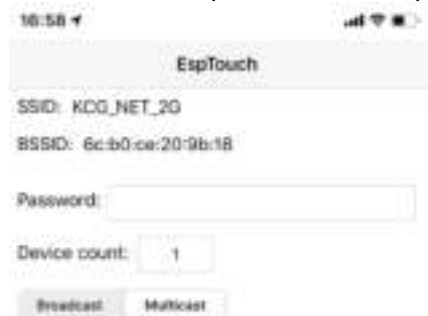 16:58
EspTouch
SSID: KCG_NET_2G
BSSID: 6c:b0:ce:20:9b:18
Password:
Device count: 1
Broadcast Multicast